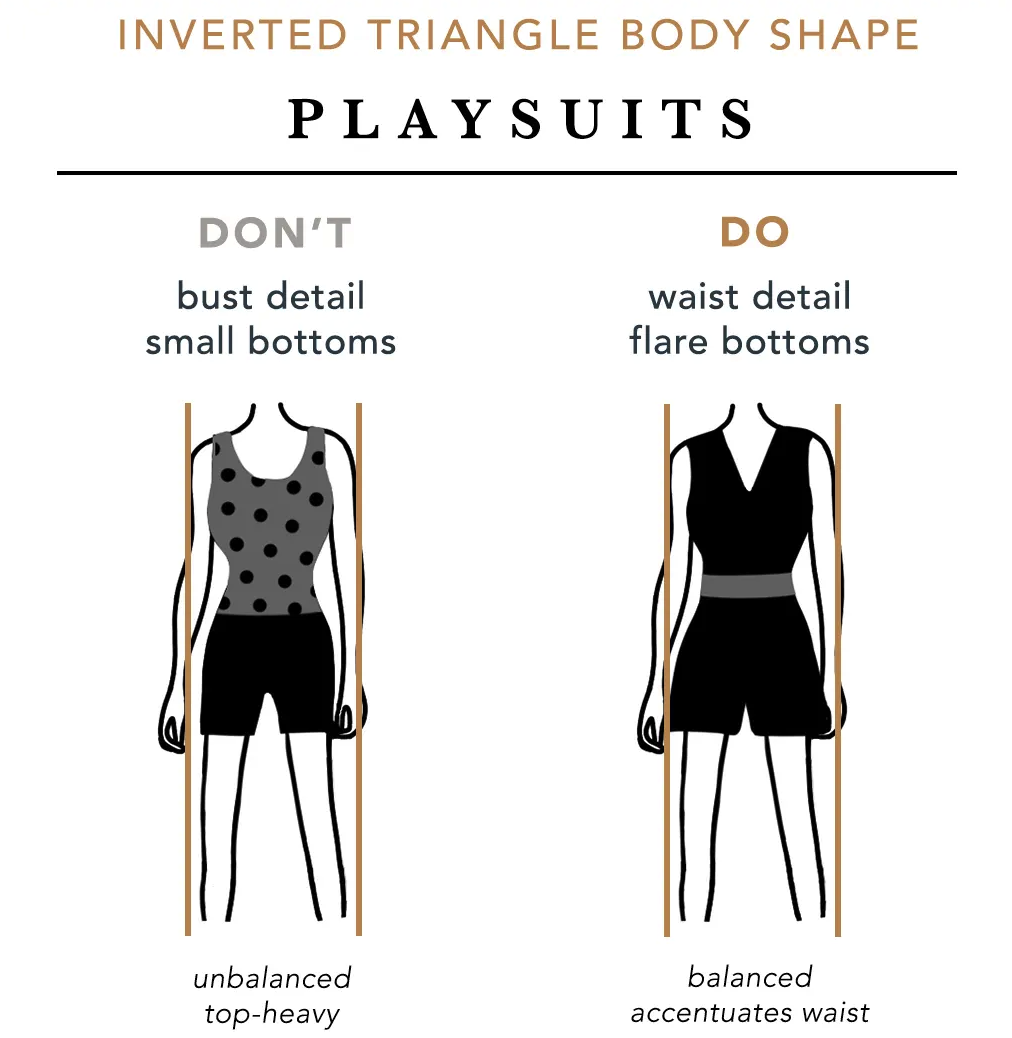 INVERTED TRIANGLE BODY SHAPE
PLAYSUITS
DON'T
bust detail
small bottoms
unbalanced
top-heavy
DO
waist detail
flare bottoms
balanced
accentuates waist